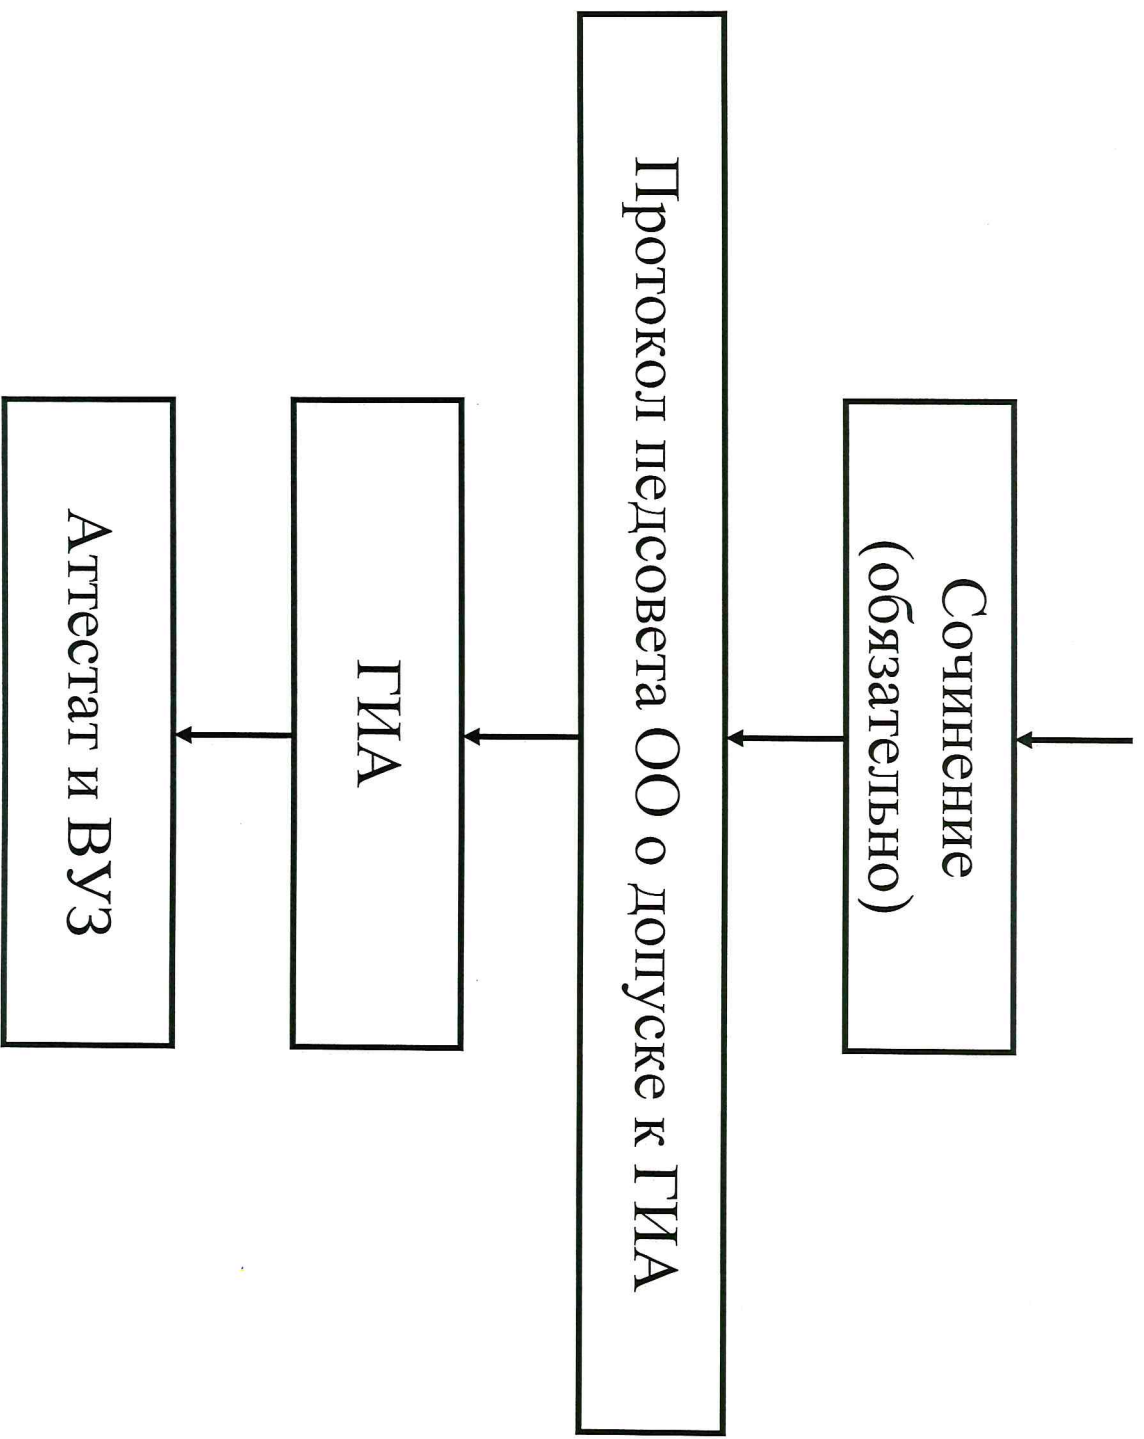 Сочинение
(обязательно)
Протокол педсовета ОО о допуске к ГИА
ГИА
Аттестат и ВУЗ